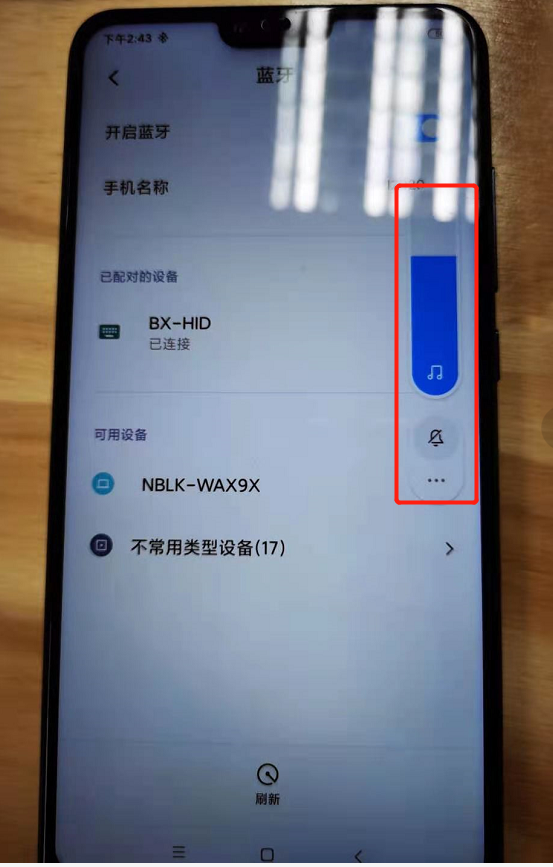 下午2:43
蓝牙
开启蓝牙
手机名称
已配对的设备
BX-HID
已连接
可用设备
NBLK-WAX9X
不常用类型设备(17)
刷新